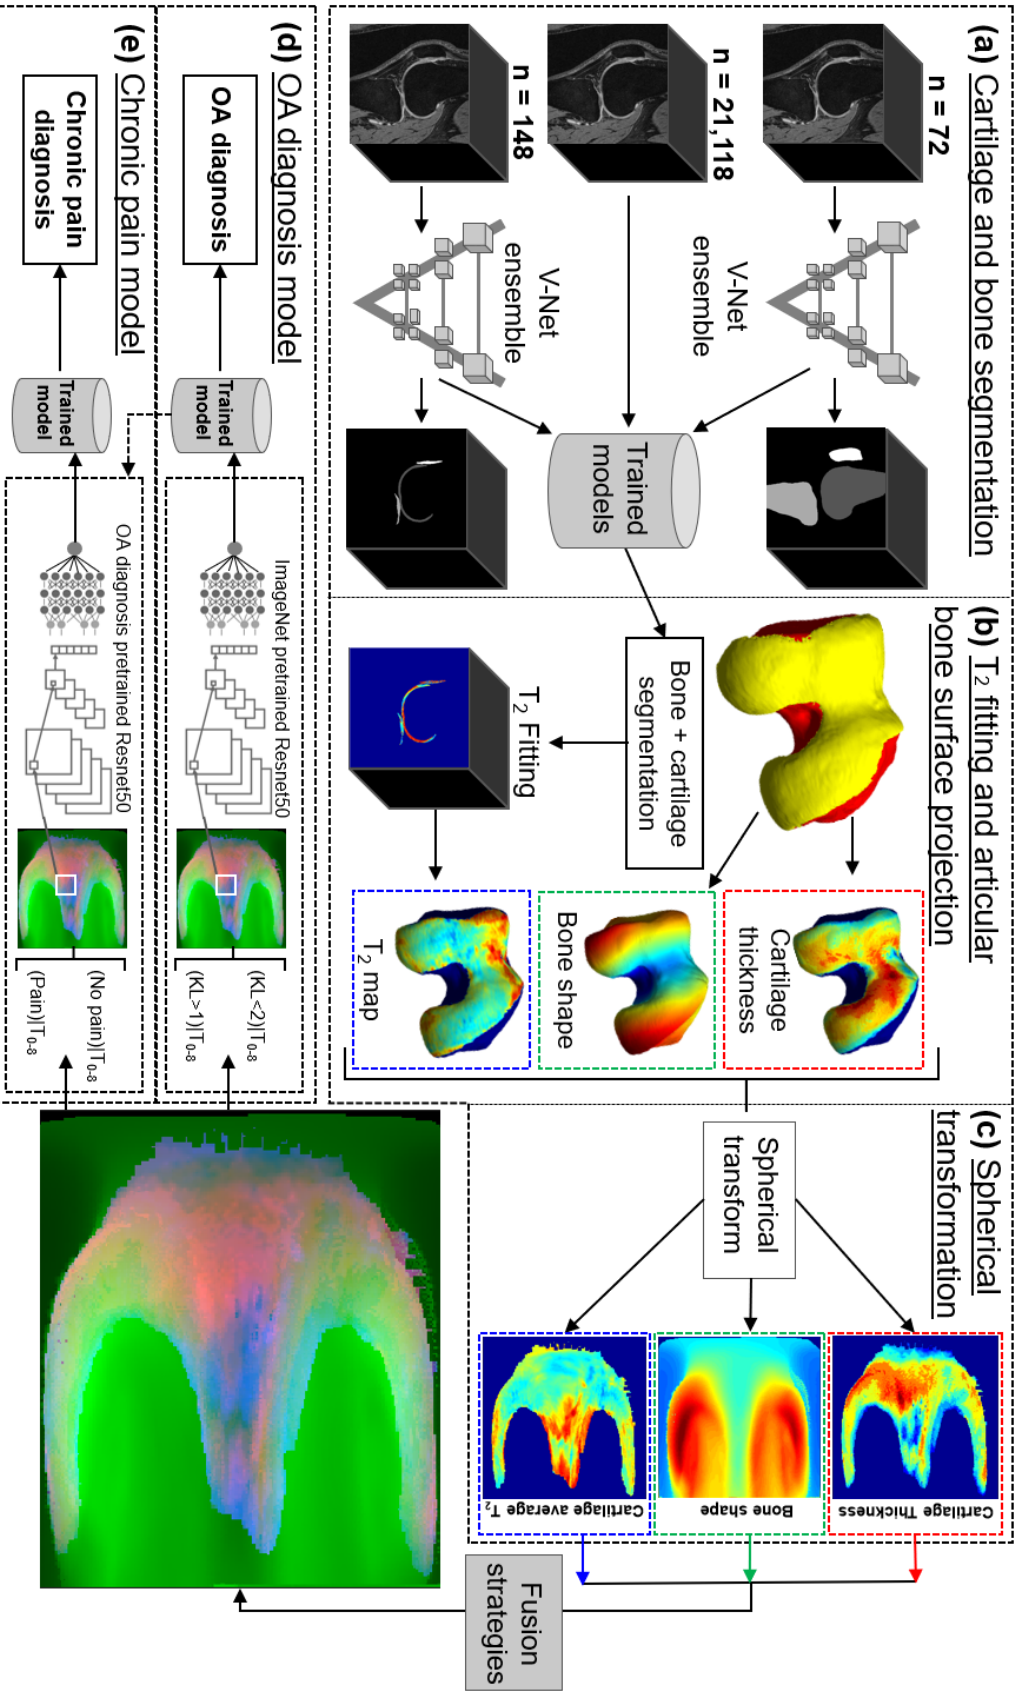 (a) Cartilage and bone segmentation
n = 72
n = 21,118
n = 148
V-Net
ensemble
V-Net
ensemble
Trained
models
(b) T₂ fitting and articular
bone surface projection
Bone + cartilage
segmentation
T₂ Fitting
Cartilage
thickness
Bone shape
T₂ map
(c) Spherical
transformation
Spherical
transform
Cartilage Thickness
Bone shape
Cartilage average T₂
Fusion
strategies
(d) OA diagnosis model
OA diagnosis
Trained
model
ImageNet pretrained Resnet50
(KL<2)|T₀₋₈
(KL>1)|T₀₋₈
(e) Chronic pain model
Chronic pain
diagnosis
Trained
model
OA diagnosis pretrained Resnet50
(No pain)|T₀₋₈
(Pain)|T₀₋₈